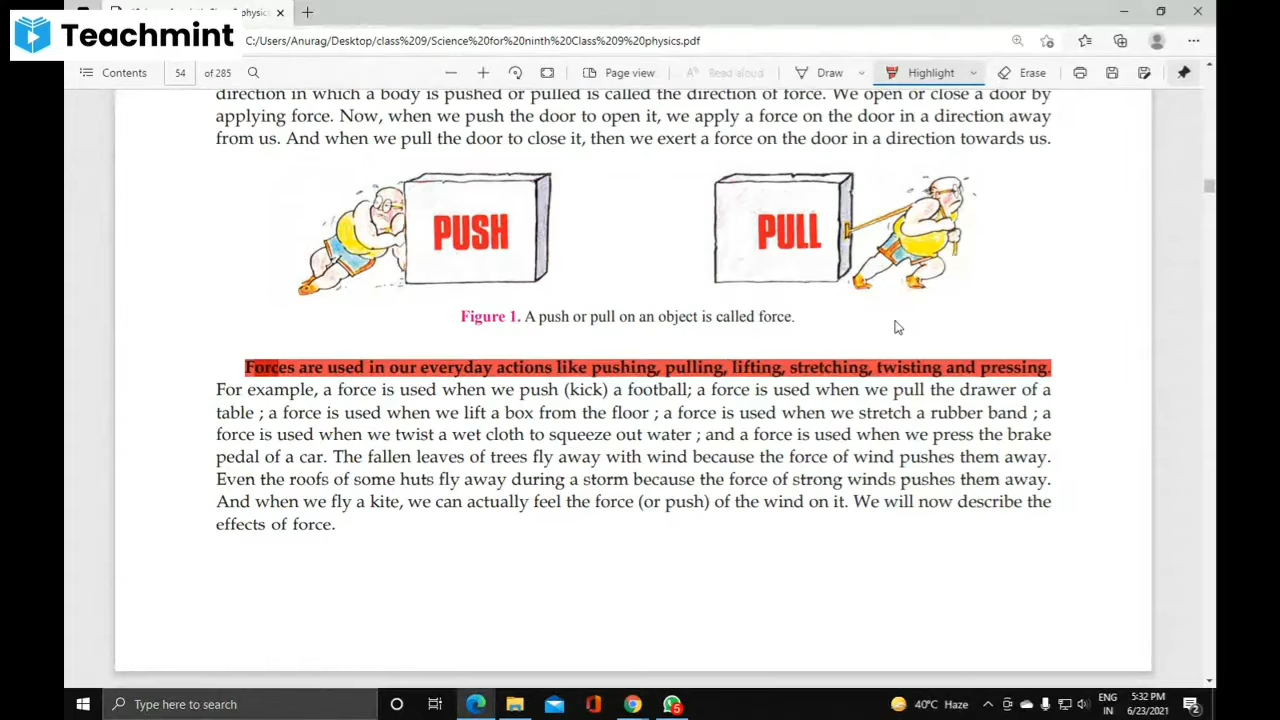 Teachmint
C:/Users/Anurag/Desktop/class%209/Science%20for%20ninth%20Class%209%20physics.pdf
Contents 54 of 285 Page view Read aloud Draw Highlight Erase
direction in which a body is pushed or pulled is called the direction of force. We open or close a door by
applying force. Now, when we push the door to open it, we apply a force on the door in a direction away
from us. And when we pull the door to close it, then we exert a force on the door in a direction towards us.
PUSH PULL
Figure 1. A push or pull on an object is called force.
Forces are used in our everyday actions like pushing, pulling, lifting, stretching, twisting and pressing.
For example, a force is used when we push (kick) a football; a force is used when we pull the drawer of a
table ; a force is used when we lift a box from the floor ; a force is used when we stretch a rubber band ; a
force is used when we twist a wet cloth to squeeze out water ; and a force is used when we press the brake
pedal of a car. The fallen leaves of trees fly away with wind because the force of wind pushes them away.
Even the roofs of some huts fly away during a storm because the force of strong winds pushes them away.
And when we fly a kite, we can actually feel the force (or push) of the wind on it. We will now describe the
effects of force.
Type here to search 5 40°C Haze ENG 5:32 PM
IN 6/23/2021 2